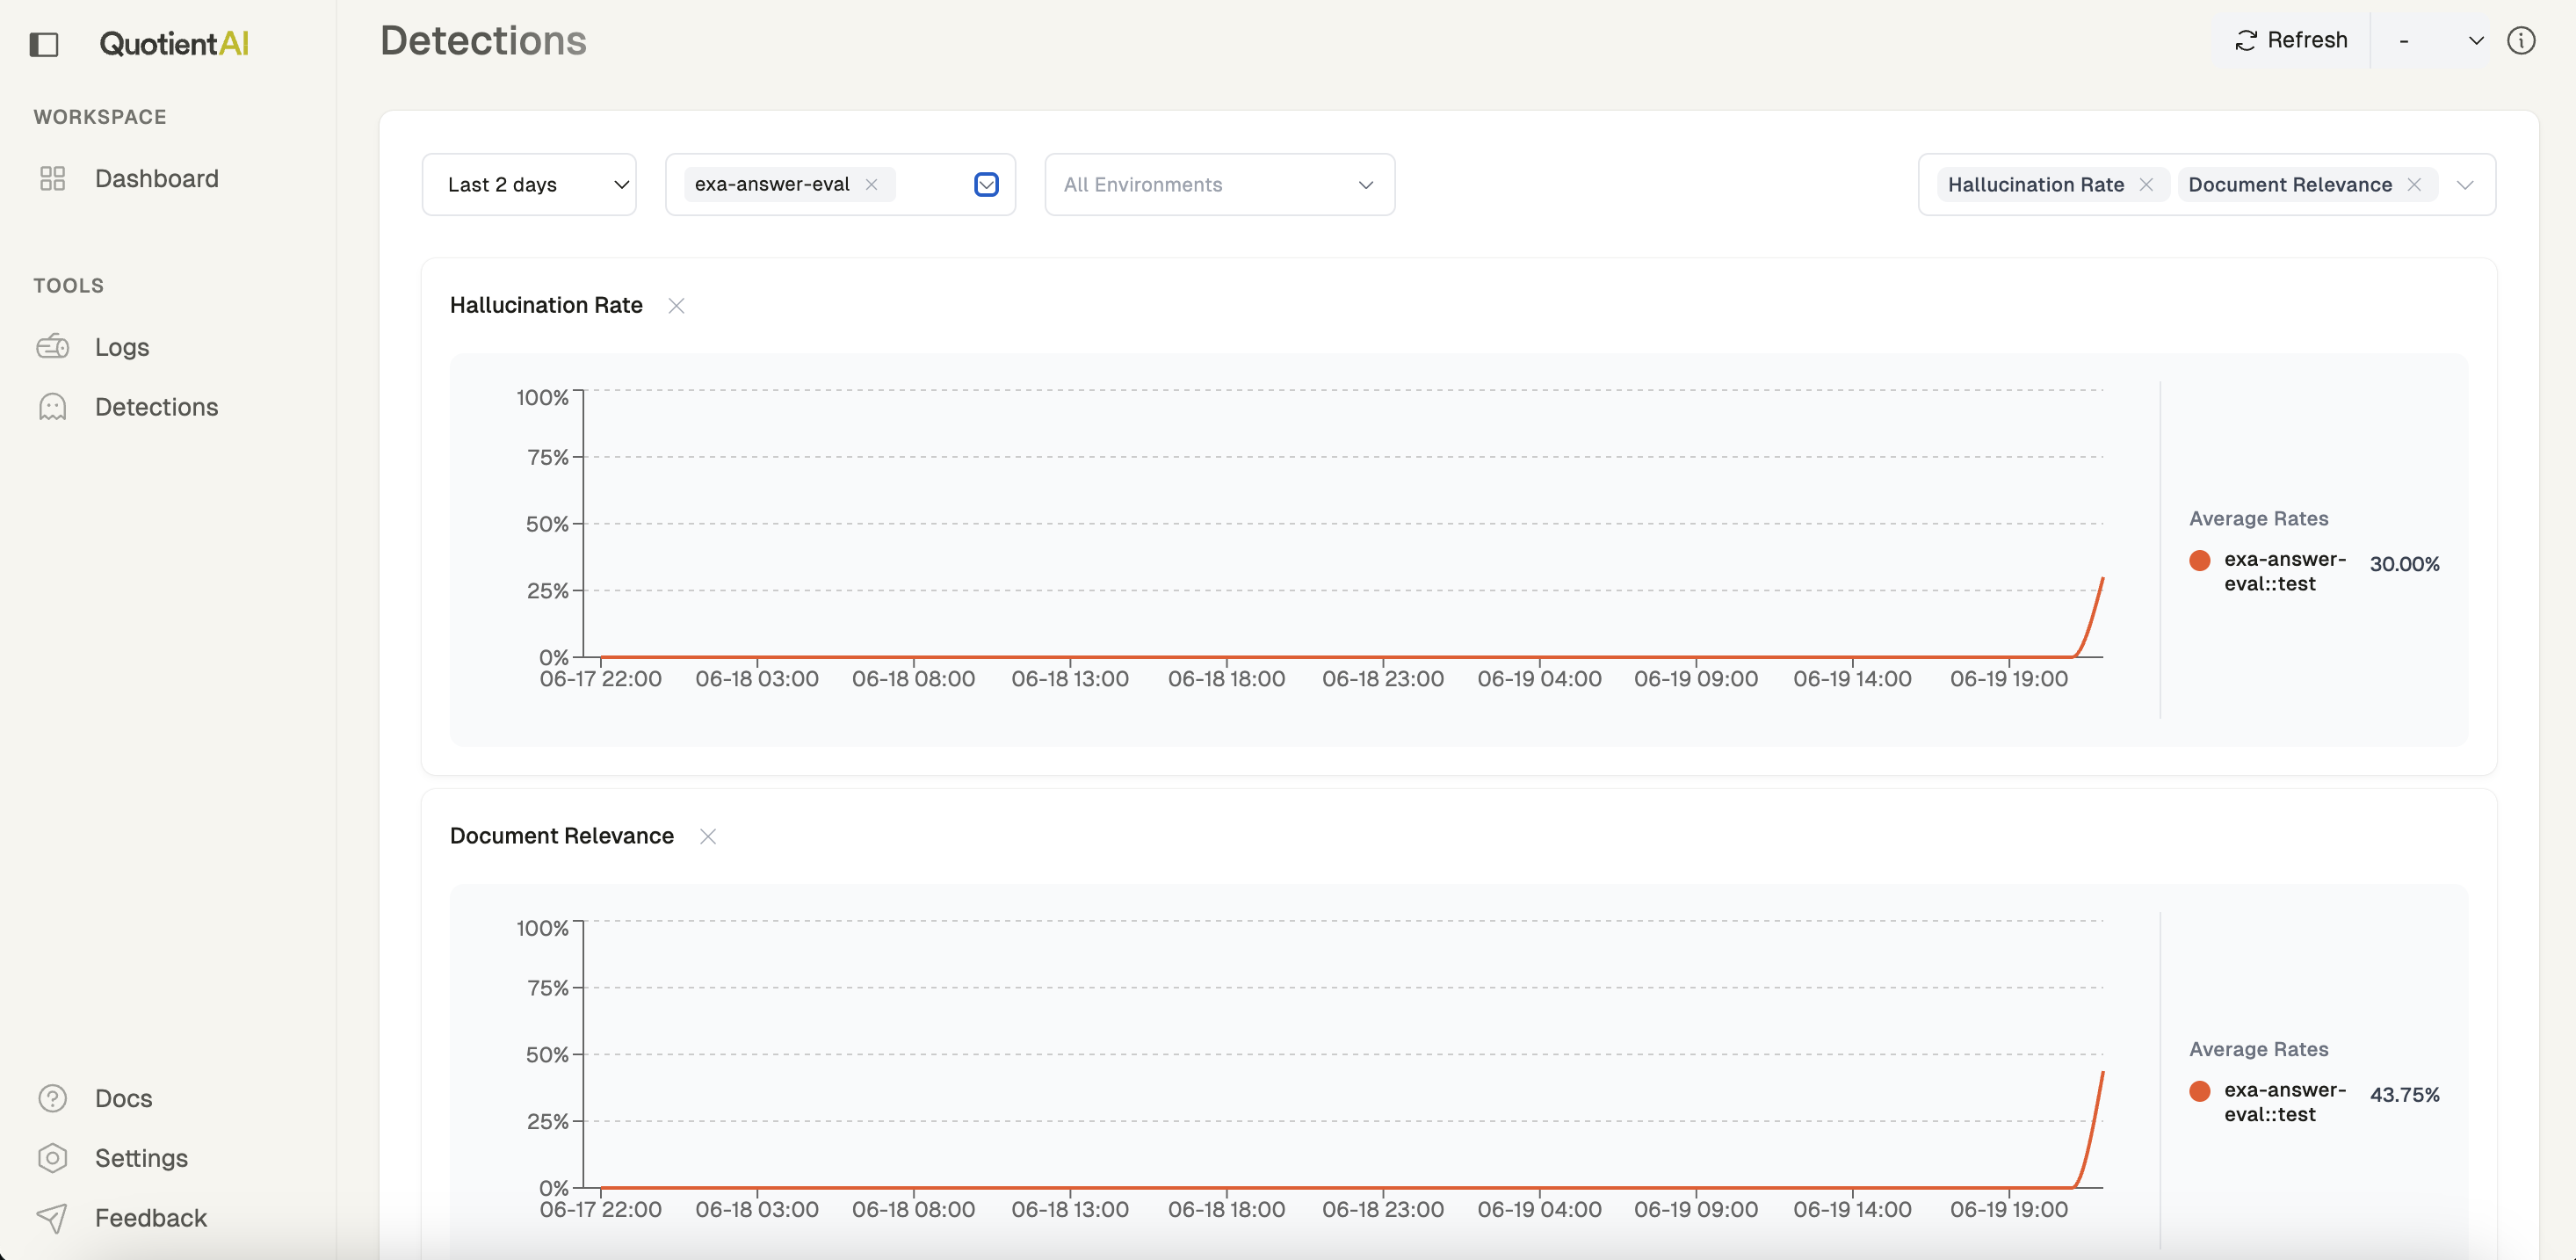 QuotientAI
WORKSPACE
Dashboard
TOOLS
Logs
Detections
Docs
Settings
Feedback
Detections
Refresh
-
Last 2 days
exa-answer-eval
All Environments
Hallucination Rate
Document Relevance
Hallucination Rate
100%
75%
50%
25%
0%
06-17 22:00
06-18 03:00
06-18 08:00
06-18 13:00
06-18 18:00
06-18 23:00
06-19 04:00
06-19 09:00
06-19 14:00
06-19 19:00
Average Rates
exa-answer-
eval::test
30.00%
Document Relevance
100%
75%
50%
25%
0%
06-17 22:00
06-18 03:00
06-18 08:00
06-18 13:00
06-18 18:00
06-18 23:00
06-19 04:00
06-19 09:00
06-19 14:00
06-19 19:00
Average Rates
exa-answer-
eval::test
43.75%